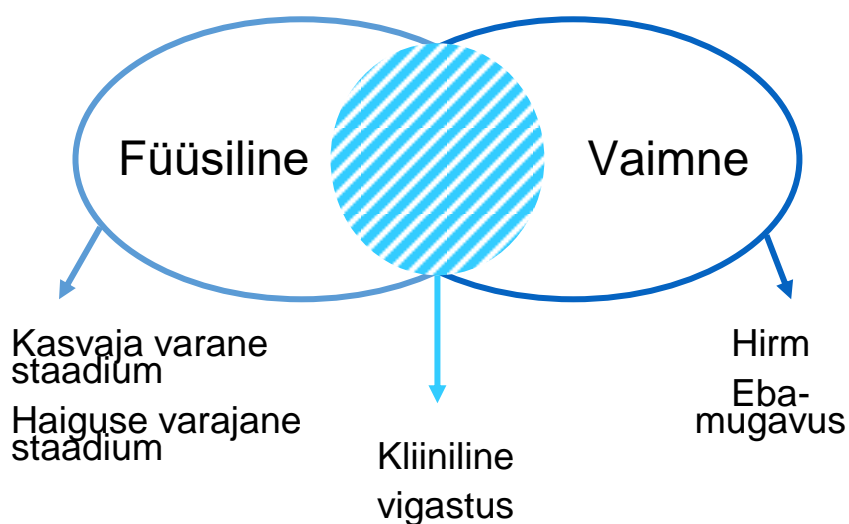 Füüsiline
Vaimne
Kasvaja varane
staadium
Haiguse varajane
staadium
Kliiniline
vigastus
Hirm
Eba-
mugavus